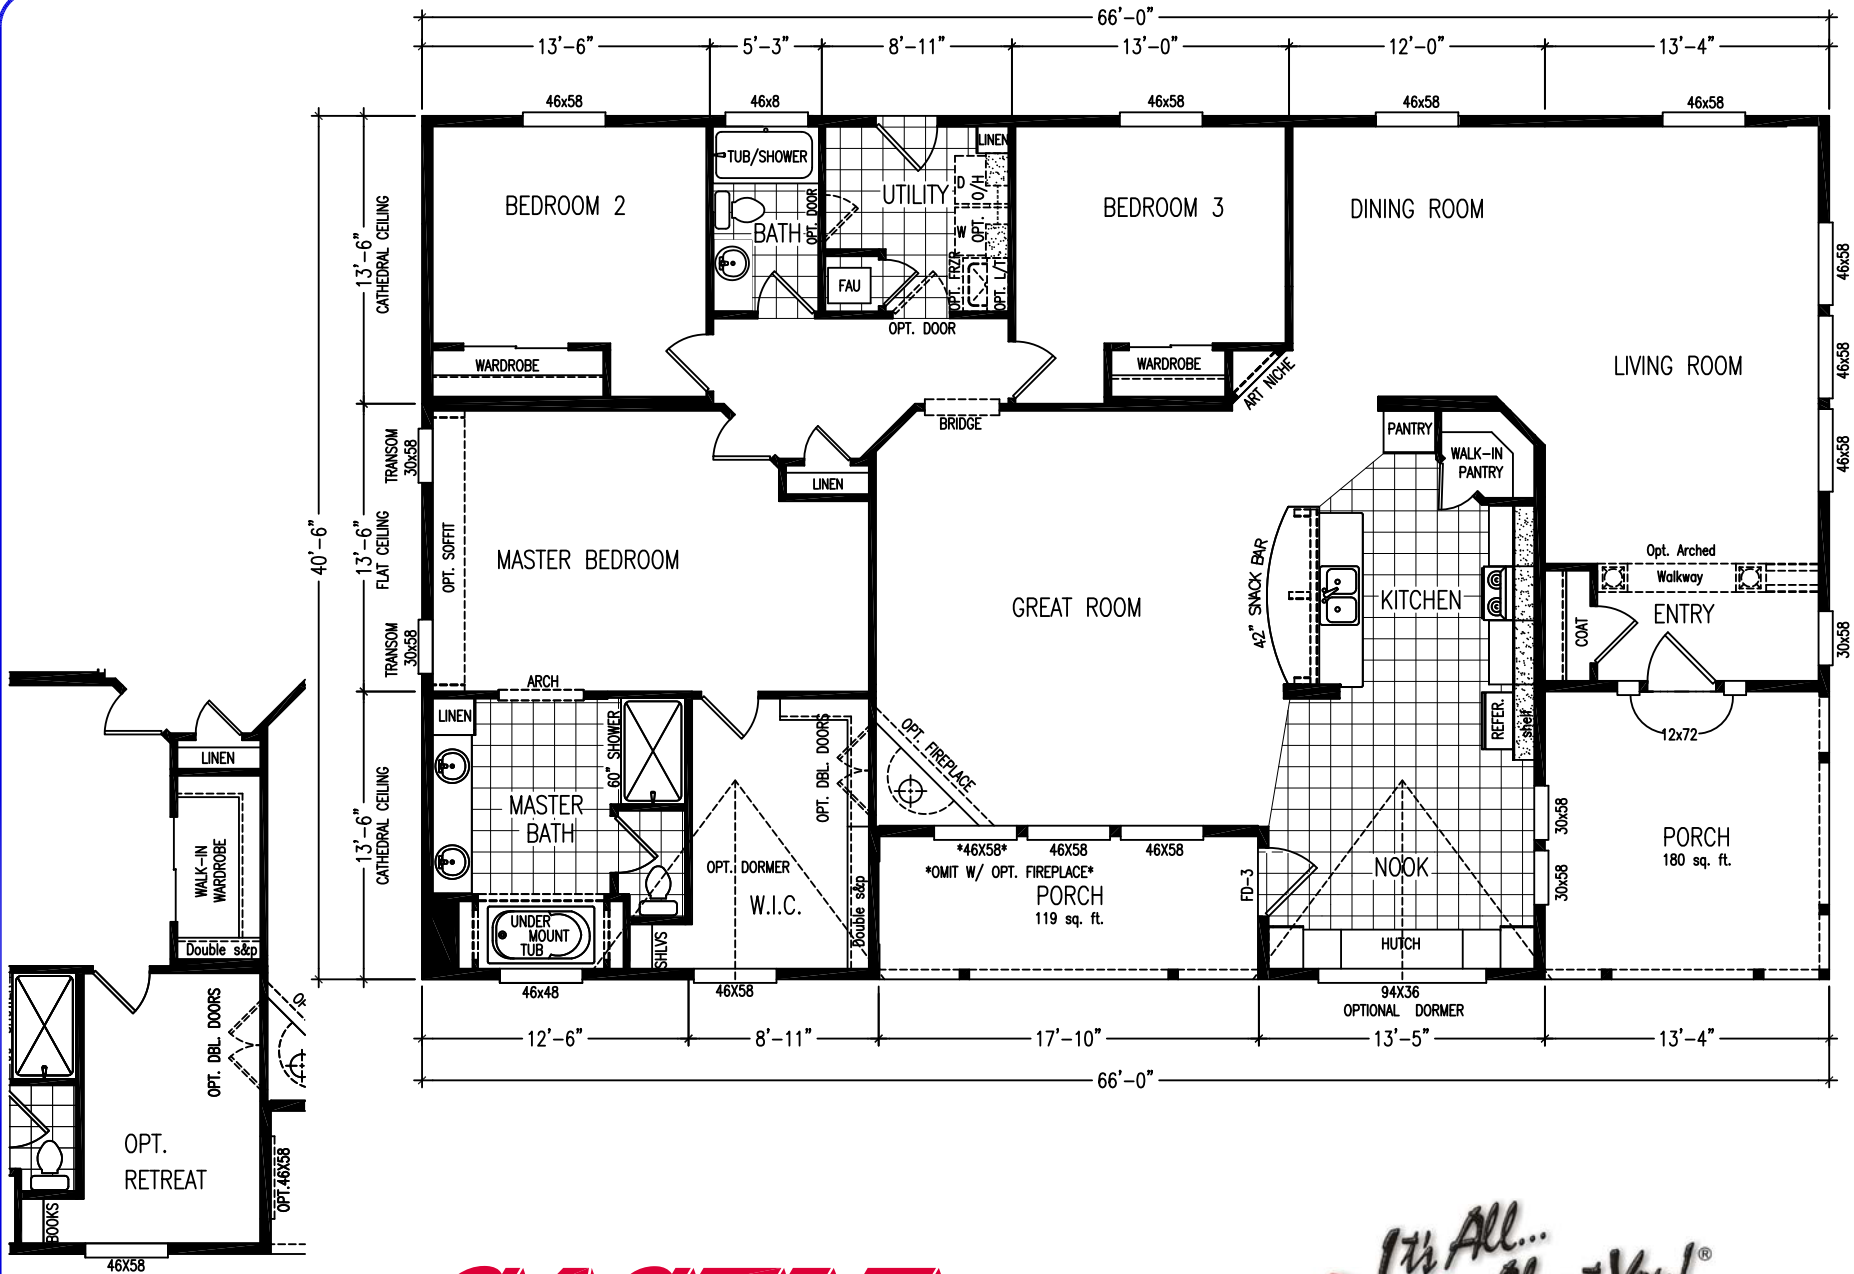 66'-0"
13'-6" 5'-3" 8'-11" 13'-0" 12'-0" 13'-4"
46x58 46x8 46x58 46x58 46x58
TUB/SHOWER
LINEN
BEDROOM 2
BATH
OPT. DOOR
UTILITY
D
O/H
W
OPT.
OPT. FRZR
OPT. L/T
FAU
OPT. DOOR
BEDROOM 3
DINING ROOM
LIVING ROOM
46x58
46x58
46x58
30x58
40'-6"
13'-6"
CATHEDRAL CEILING
13'-6"
FLAT CEILING
13'-6"
CATHEDRAL CEILING
WARDROBE
WARDROBE
ART NICHE
BRIDGE
TRANSOM
30x58
TRANSOM
30x58
OPT. SOFFIT
LINEN
MASTER BEDROOM
GREAT ROOM
PANTRY
WALK-IN
PANTRY
42" SNACK BAR
KITCHEN
Opt. Arched
Walkway
COAT
ENTRY
REFER.
shelf
12x72
ARCH
LINEN
60" SHOWER
MASTER
BATH
UNDER
MOUNT
TUB
SHLVS
OPT. DBL. DOORS
OPT. DORMER
W.I.C.
Double s&p
OPT. FIREPLACE
*46X58* 46X58 46X58
*OMIT W/ OPT. FIREPLACE*
PORCH
119 sq. ft.
FD-3
NOOK
HUTCH
30x58
30x58
PORCH
180 sq. ft.
46x48 46X58 94X36
OPTIONAL DORMER
12'-6" 8'-11" 17'-10" 13'-5" 13'-4"
66'-0"
LINEN
WALK-IN
WARDROBE
Double s&p
OPT. DBL. DOORS
OPT.
RETREAT
BOOKS
OPT.46X58
46X58
It's All...
®